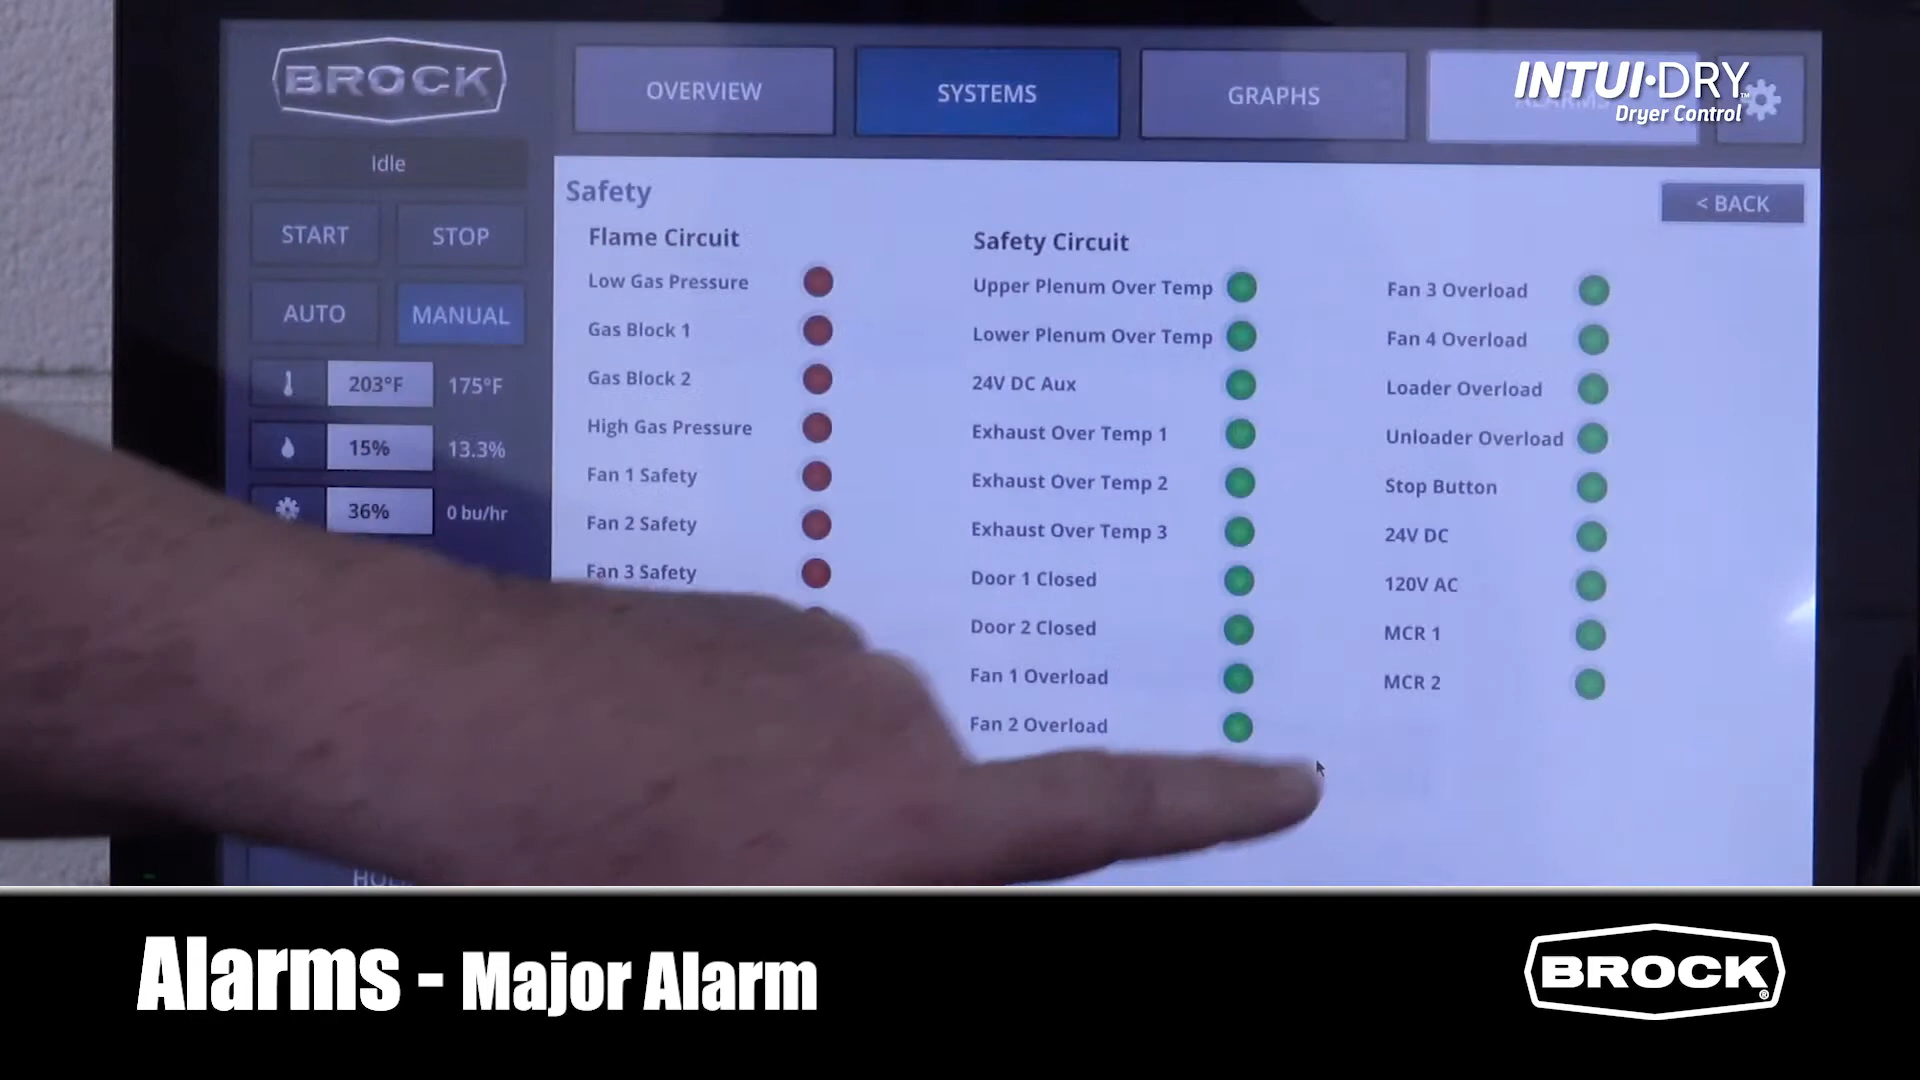 BROCK
OVERVIEW
SYSTEMS
GRAPHS
INTUI·DRY™
Dryer Control
Idle
START
STOP
AUTO
MANUAL
203°F
175°F
15%
13.3%
36%
0 bu/hr
Safety
< BACK
Flame Circuit
Low Gas Pressure
Gas Block 1
Gas Block 2
High Gas Pressure
Fan 1 Safety
Fan 2 Safety
Fan 3 Safety
Safety Circuit
Upper Plenum Over Temp
Lower Plenum Over Temp
24V DC Aux
Exhaust Over Temp 1
Exhaust Over Temp 2
Exhaust Over Temp 3
Door 1 Closed
Door 2 Closed
Fan 1 Overload
Fan 2 Overload
Fan 3 Overload
Fan 4 Overload
Loader Overload
Unloader Overload
Stop Button
24V DC
120V AC
MCR 1
MCR 2
Alarms - Major Alarm
BROCK®